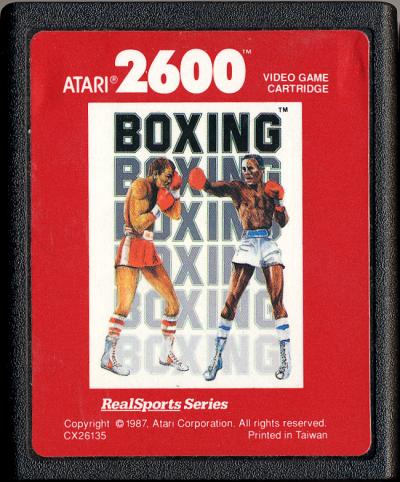 ATARI® 2600™ VIDEO GAME
CARTRIDGE
BOXING™
BOXING
BOXING
BOXING
BOXING
BOXING
RealSports Series
Copyright © 1987, Atari Corporation. All rights reserved.
CX26135 Printed in Taiwan